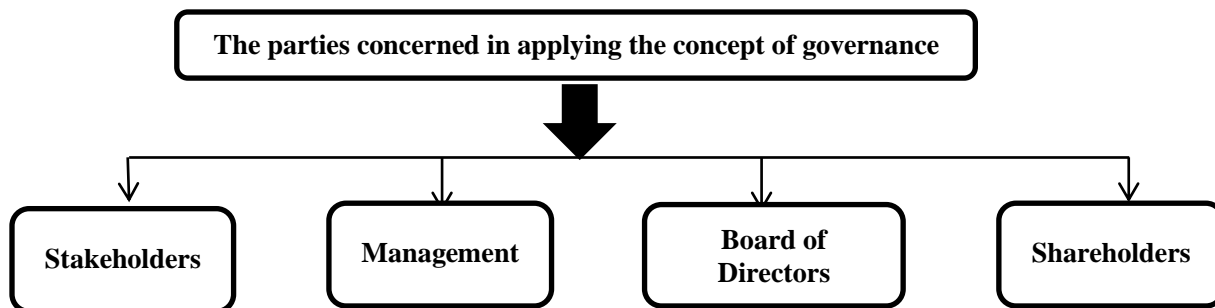 The parties concerned in applying the concept of governance
Stakeholders
Management
Board of
Directors
Shareholders